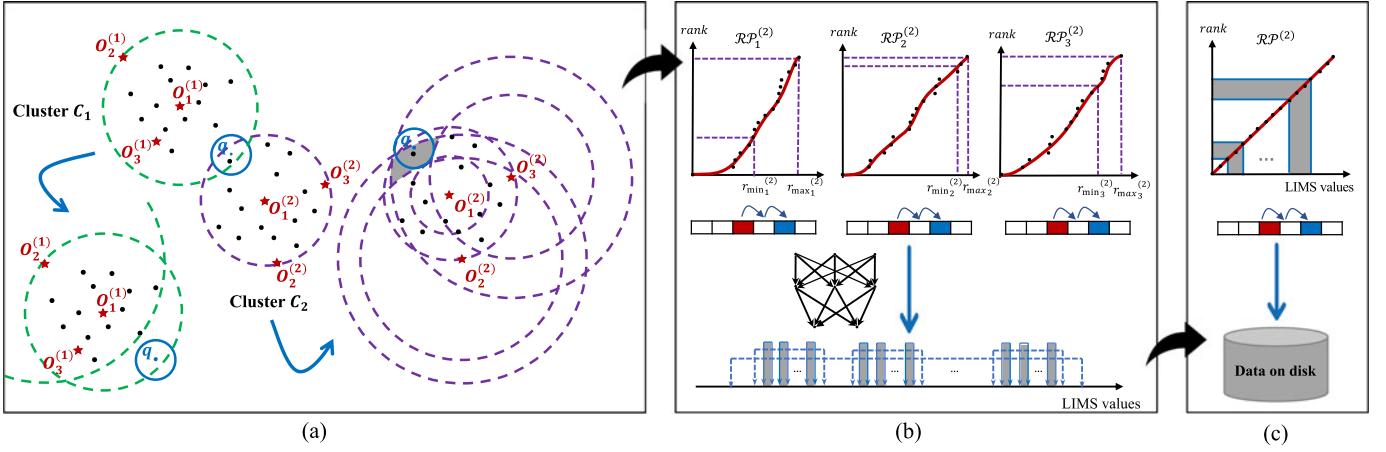 O_2^(1)
O_1^(1)
Cluster C_1
O_3^(1)
q.
O_3^(2)
O_1^(2)
O_2^(2)
Cluster C_2
O_2^(1)
O_1^(1)
O_3^(1)
q.
q.
O_3^(2)
O_1^(2)
O_2^(2)
(a)
rank
RP_1^(2)
r_min_1^(2) r_max_1^(2)
rank
RP_2^(2)
r_min_2^(2) r_max_2^(2)
rank
RP_3^(2)
r_min_3^(2) r_max_3^(2)
... ... ... ...
LIMS values
(b)
rank
RP^(2)
...
LIMS values
Data on disk
(c)